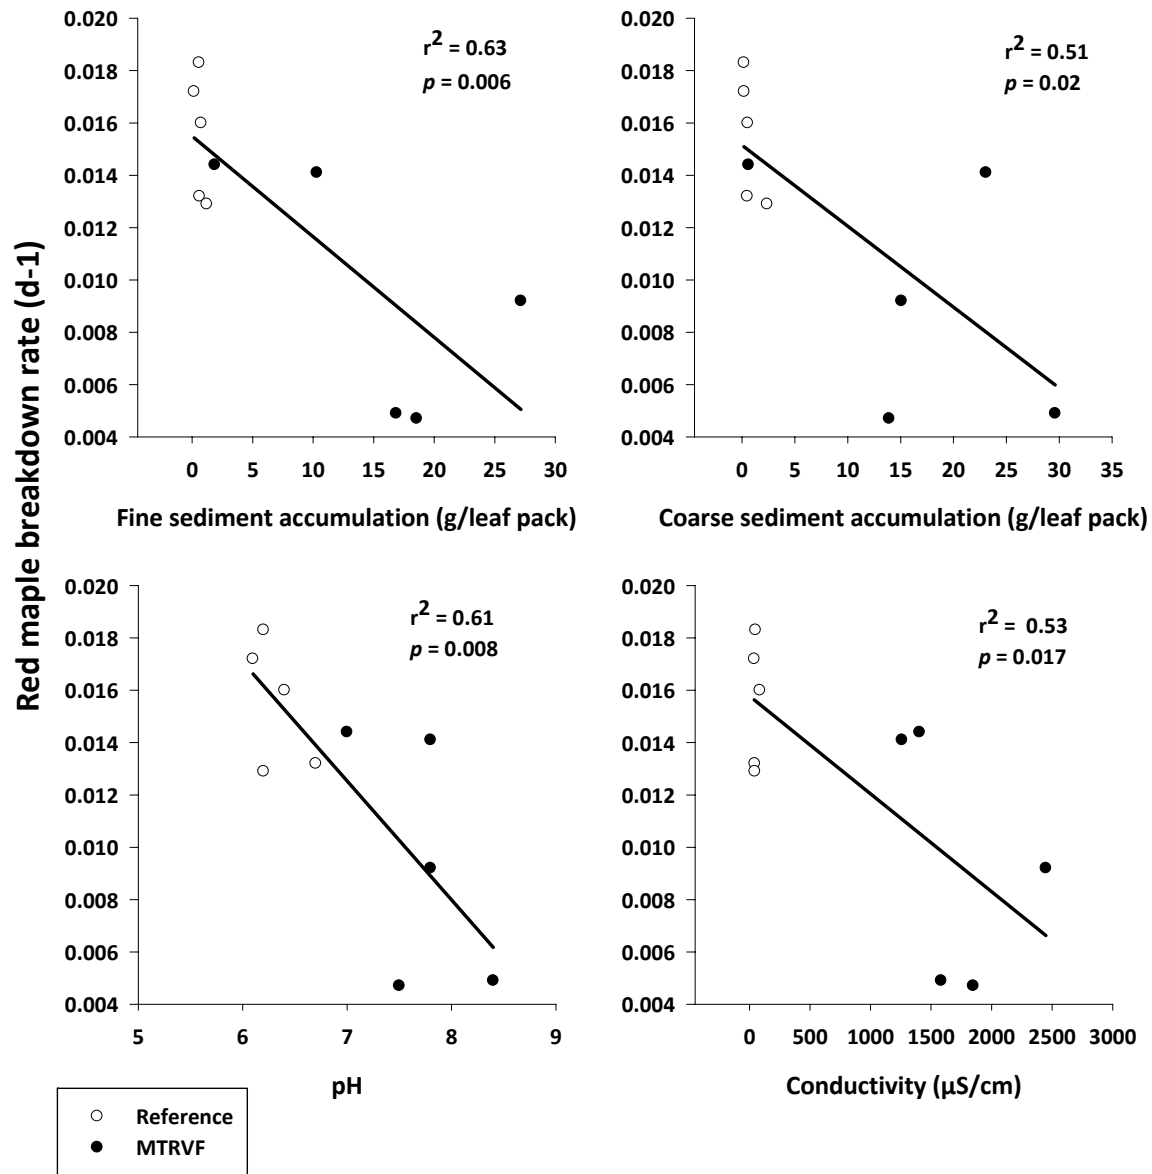 Red maple breakdown rate (d-1)
0.020
0.018
0.016
0.014
0.012
0.010
0.008
0.006
0.004
r2 = 0.63
p = 0.006
0 5 10 15 20 25 30
Fine sediment accumulation (g/leaf pack)
0.020
0.018
0.016
0.014
0.012
0.010
0.008
0.006
0.004
r2 = 0.51
p = 0.02
0 5 10 15 20 25 30 35
Coarse sediment accumulation (g/leaf pack)
0.020
0.018
0.016
0.014
0.012
0.010
0.008
0.006
0.004
r2 = 0.61
p = 0.008
5 6 7 8 9
pH
0.020
0.018
0.016
0.014
0.012
0.010
0.008
0.006
0.004
r2 = 0.53
p = 0.017
0 500 1000 1500 2000 2500 3000
Conductivity (µS/cm)
Reference
MTRVF